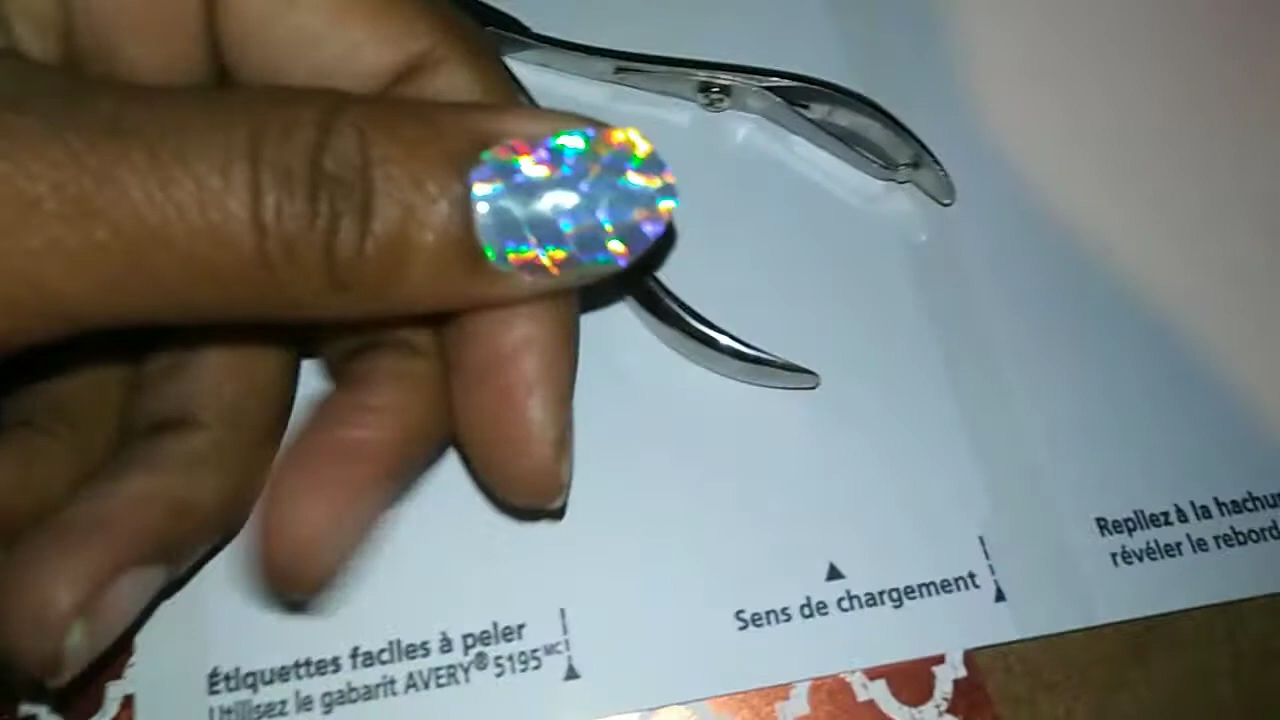 Étiquettes faciles à peler
Utilisez le gabarit AVERY® 5195ᴹᶜ
Sens de chargement
Repliez à la hachu
révéler le rebord